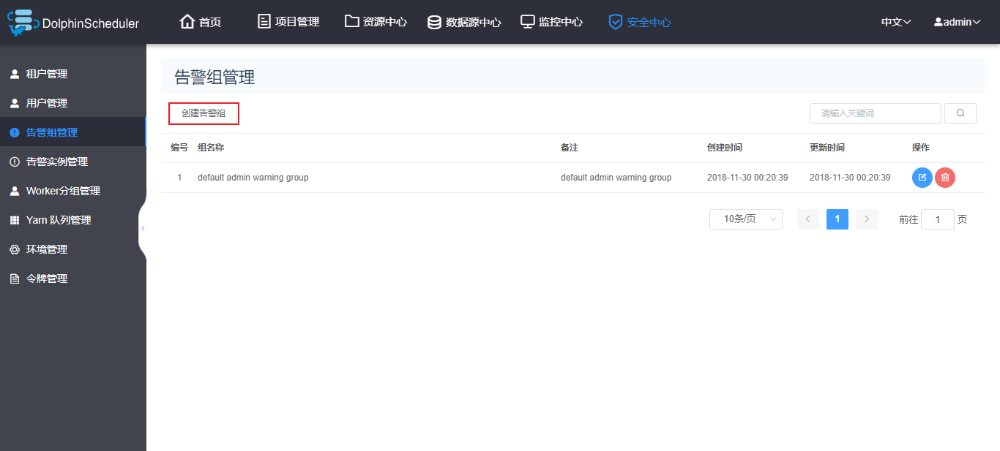 DolphinScheduler 首页 项目管理 资源中心 数据源中心 监控中心 安全中心 中文 admin
租户管理
用户管理
告警组管理
告警实例管理
Worker分组管理
Yarn 队列管理
环境管理
令牌管理
告警组管理
创建告警组 请输入关键词
编号 组名称 备注 创建时间 更新时间 操作
1 default admin warning group default admin warning group 2018-11-30 00:20:39 2018-11-30 00:20:39
10条/页 1 前往 1 页